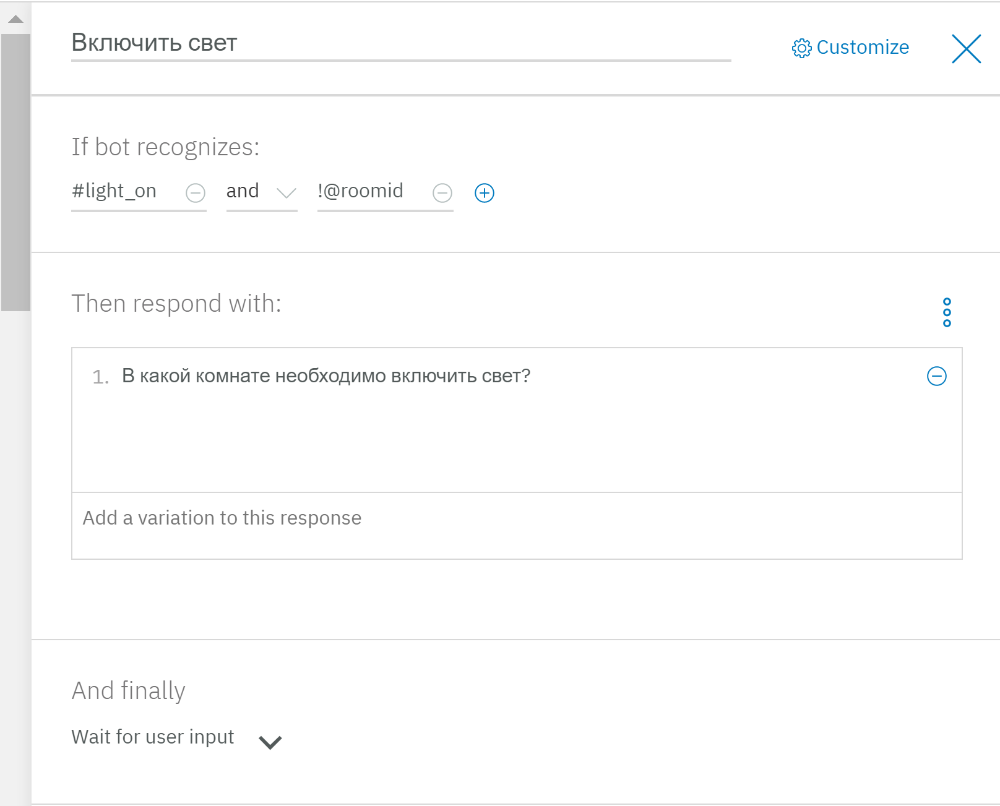 Включить свет
Customize
If bot recognizes:
#light_on and !@roomid
Then respond with:
1. В какой комнате необходимо включить свет?
Add a variation to this response
And finally
Wait for user input